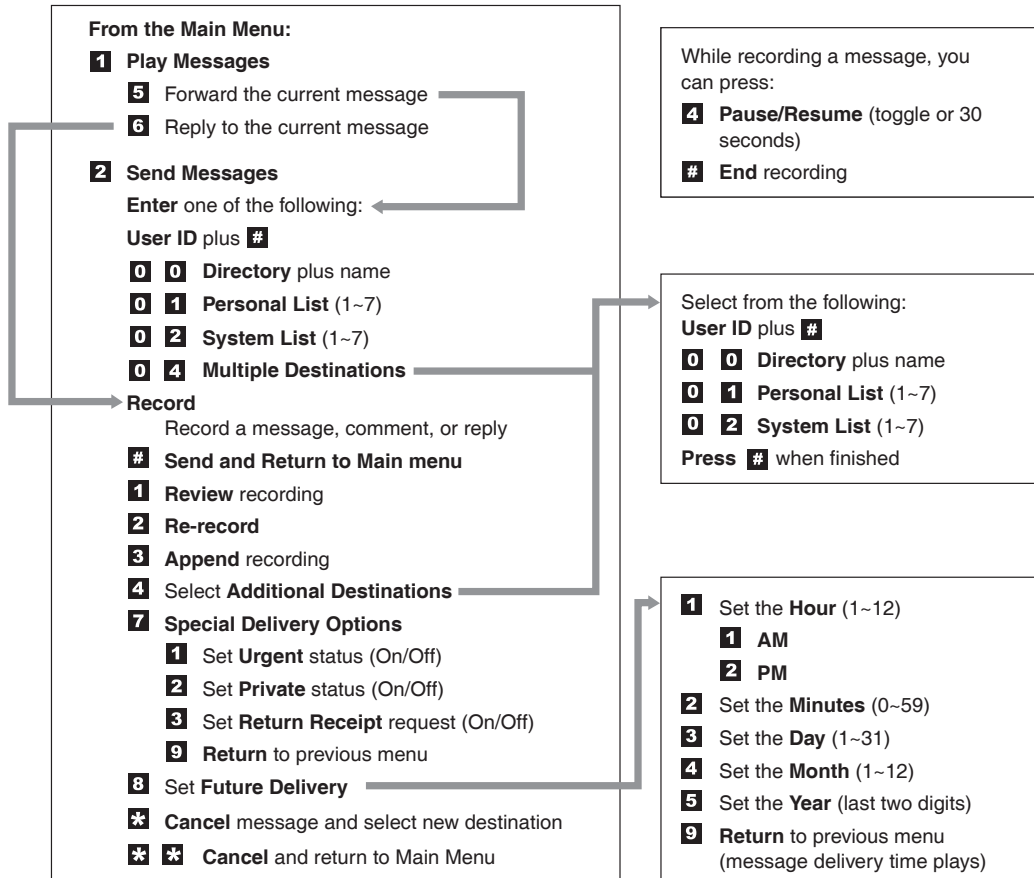 From the Main Menu:
1 Play Messages
5 Forward the current message
6 Reply to the current message
2 Send Messages
Enter one of the following:
User ID plus #
0 0 Directory plus name
0 1 Personal List (1~7)
0 2 System List (1~7)
0 4 Multiple Destinations
Record
Record a message, comment, or reply
# Send and Return to Main menu
1 Review recording
2 Re-record
3 Append recording
4 Select Additional Destinations
7 Special Delivery Options
1 Set Urgent status (On/Off)
2 Set Private status (On/Off)
3 Set Return Receipt request (On/Off)
9 Return to previous menu
8 Set Future Delivery
* Cancel message and select new destination
* * Cancel and return to Main Menu
While recording a message, you
can press:
4 Pause/Resume (toggle or 30
seconds)
# End recording
Select from the following:
User ID plus #
0 0 Directory plus name
0 1 Personal List (1~7)
0 2 System List (1~7)
Press # when finished
1 Set the Hour (1~12)
1 AM
2 PM
2 Set the Minutes (0~59)
3 Set the Day (1~31)
4 Set the Month (1~12)
5 Set the Year (last two digits)
9 Return to previous menu
(message delivery time plays)